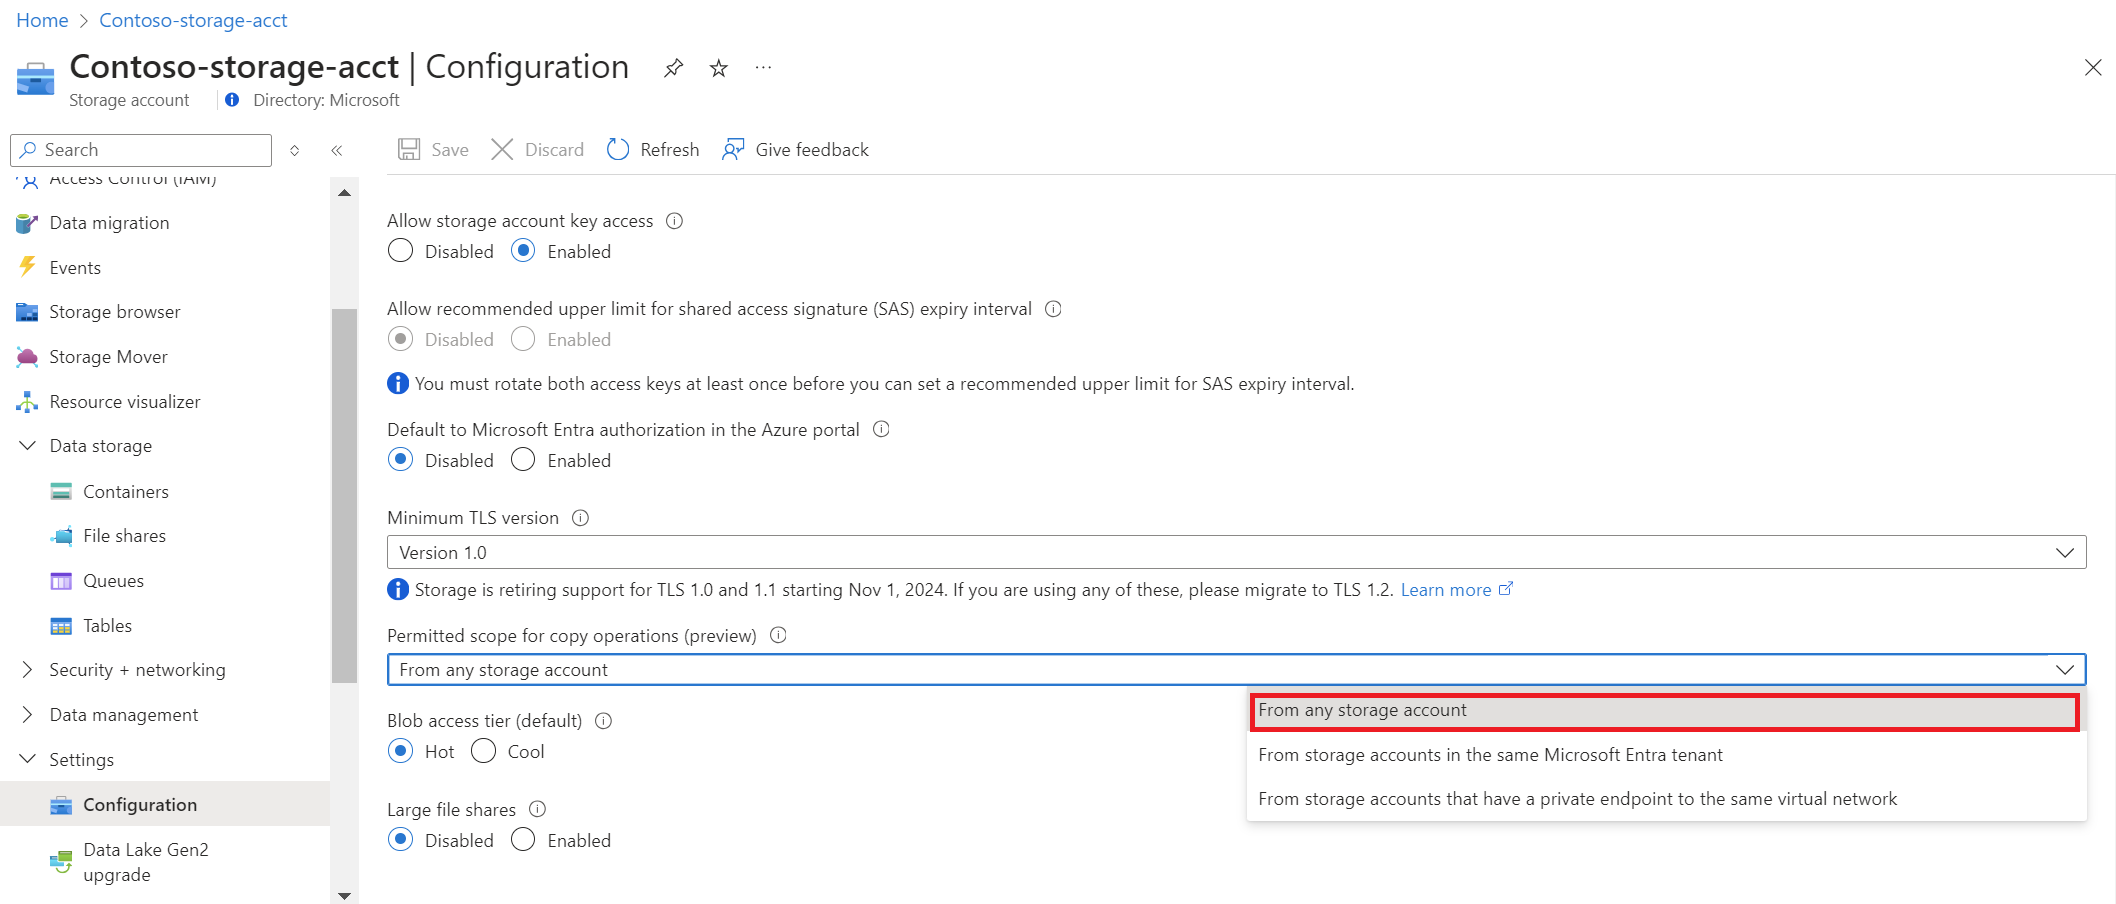 Home > Contoso-storage-acct
Contoso-storage-acct | Configuration
Storage account
Directory: Microsoft
Search
Access Control (IAM)
Data migration
Events
Storage browser
Storage Mover
Resource visualizer
Data storage
Containers
File shares
Queues
Tables
Security + networking
Data management
Settings
Configuration
Data Lake Gen2
upgrade
Save
Discard
Refresh
Give feedback
Allow storage account key access
Disabled
Enabled
Allow recommended upper limit for shared access signature (SAS) expiry interval
Disabled
Enabled
You must rotate both access keys at least once before you can set a recommended upper limit for SAS expiry interval.
Default to Microsoft Entra authorization in the Azure portal
Disabled
Enabled
Minimum TLS version
Version 1.0
Storage is retiring support for TLS 1.0 and 1.1 starting Nov 1, 2024. If you are using any of these, please migrate to TLS 1.2. Learn more
Permitted scope for copy operations (preview)
From any storage account
From any storage account
From storage accounts in the same Microsoft Entra tenant
From storage accounts that have a private endpoint to the same virtual network
Blob access tier (default)
Hot
Cool
Large file shares
Disabled
Enabled